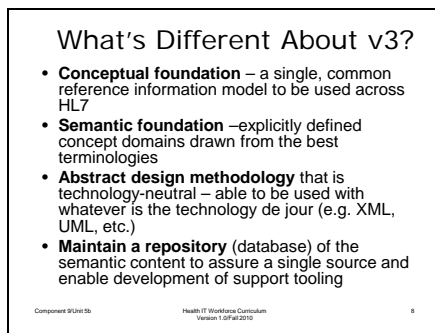 What's Different About v3?
• Conceptual foundation – a single, common
reference information model to be used across
HL7
• Semantic foundation –explicitly defined
concept domains drawn from the best
terminologies
• Abstract design methodology that is
technology-neutral – able to be used with
whatever is the technology de jour (e.g. XML,
UML, etc.)
• Maintain a repository (database) of the
semantic content to assure a single source and
enable development of support tooling
Component 9/Unit 5b
Health IT Workforce Curriculum
Version 1.0/Fall 2010
8